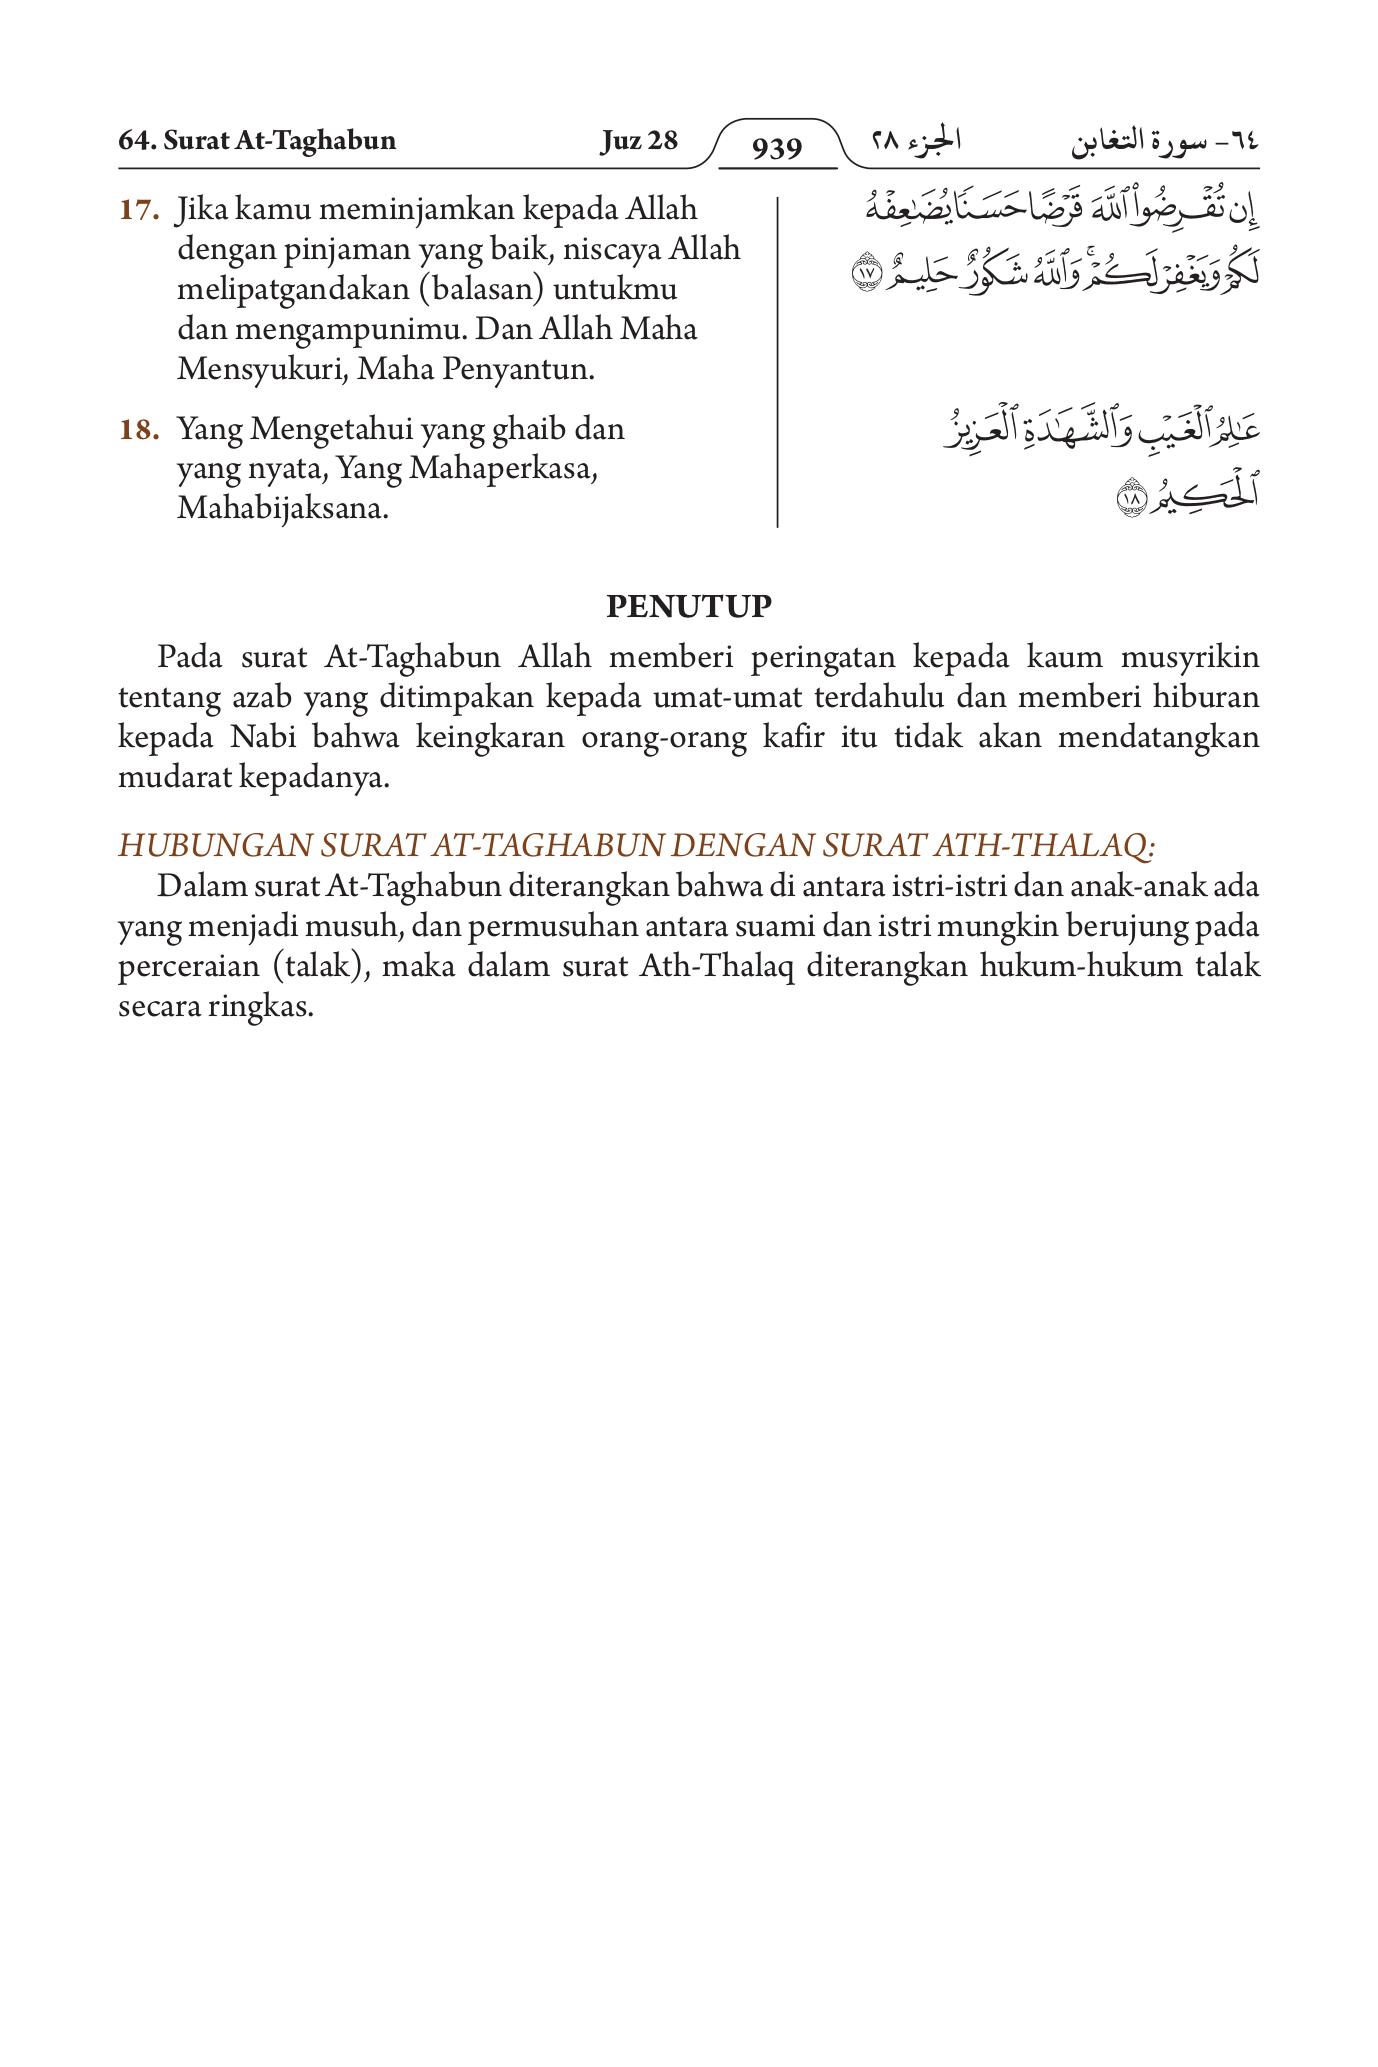 64. Surat At-Taghabun Juz 28 939 الجزء ٢٨ ٦٤- سورة التغابن
17. Jika kamu meminjamkan kepada Allah
dengan pinjaman yang baik, niscaya Allah
melipatgandakan (balasan) untukmu
dan mengampunimu. Dan Allah Maha
Mensyukuri, Maha Penyantun.
إِن تُقْرِضُوا۟ ٱللَّهَ قَرْضًا حَسَنًا يُضَٰعِفْهُ
لَكُمْ وَيَغْفِرْ لَكُمْ ۚ وَٱللَّهُ شَكُورٌ حَلِيمٌ ١٧
18. Yang Mengetahui yang ghaib dan
yang nyata, Yang Mahaperkasa,
Mahabijaksana.
عَٰلِمُ ٱلْغَيْبِ وَٱلشَّهَٰدَةِ ٱلْعَزِيزُ
ٱلْحَكِيمُ ١٨
PENUTUP
Pada surat At-Taghabun Allah memberi peringatan kepada kaum musyrikin
tentang azab yang ditimpakan kepada umat-umat terdahulu dan memberi hiburan
kepada Nabi bahwa keingkaran orang-orang kafir itu tidak akan mendatangkan
mudarat kepadanya.
HUBUNGAN SURAT AT-TAGHABUN DENGAN SURAT ATH-THALAQ:
Dalam surat At-Taghabun diterangkan bahwa di antara istri-istri dan anak-anak ada
yang menjadi musuh, dan permusuhan antara suami dan istri mungkin berujung pada
perceraian (talak), maka dalam surat Ath-Thalaq diterangkan hukum-hukum talak
secara ringkas.